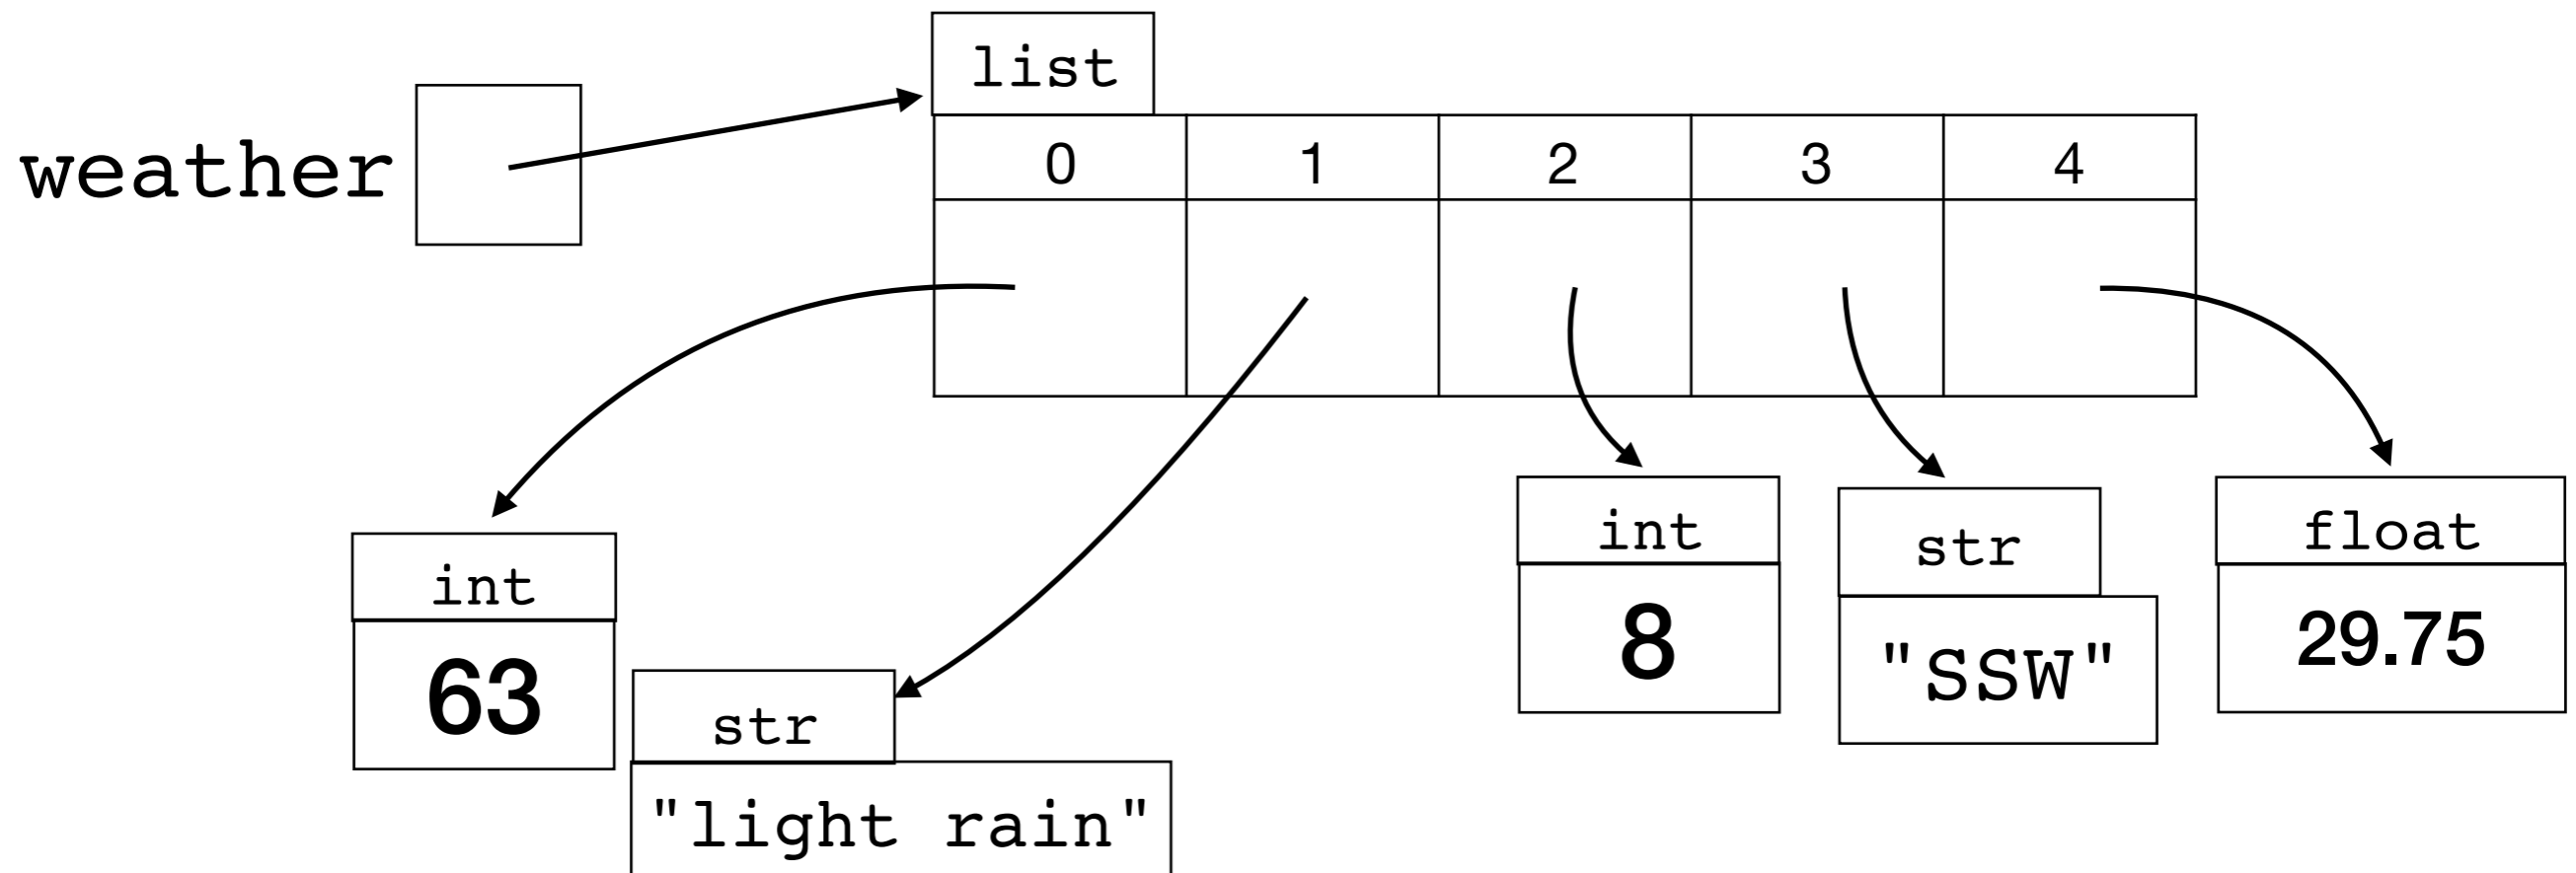 list
weather
0 1 2 3 4
int
63
str
"light rain"
int
8
str
"SSW"
float
29.75